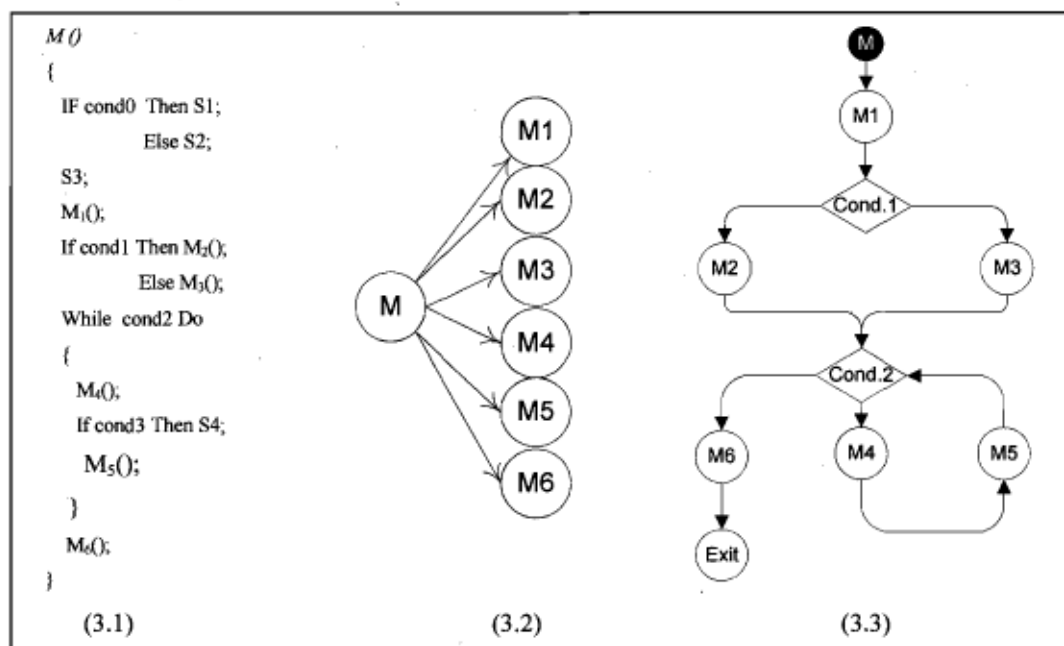 M ()
{
IF cond0 Then S1;
Else S2;
S3;
M₁();
If cond1 Then M₂();
Else M₃();
While cond2 Do
{
M₄();
If cond3 Then S4;
M₅();
}
M₆();
}
(3.1)
M
M1
M2
M3
M4
M5
M6
(3.2)
M
M1
Cond.1
M2
M3
Cond.2
M6
M4
M5
Exit
(3.3)